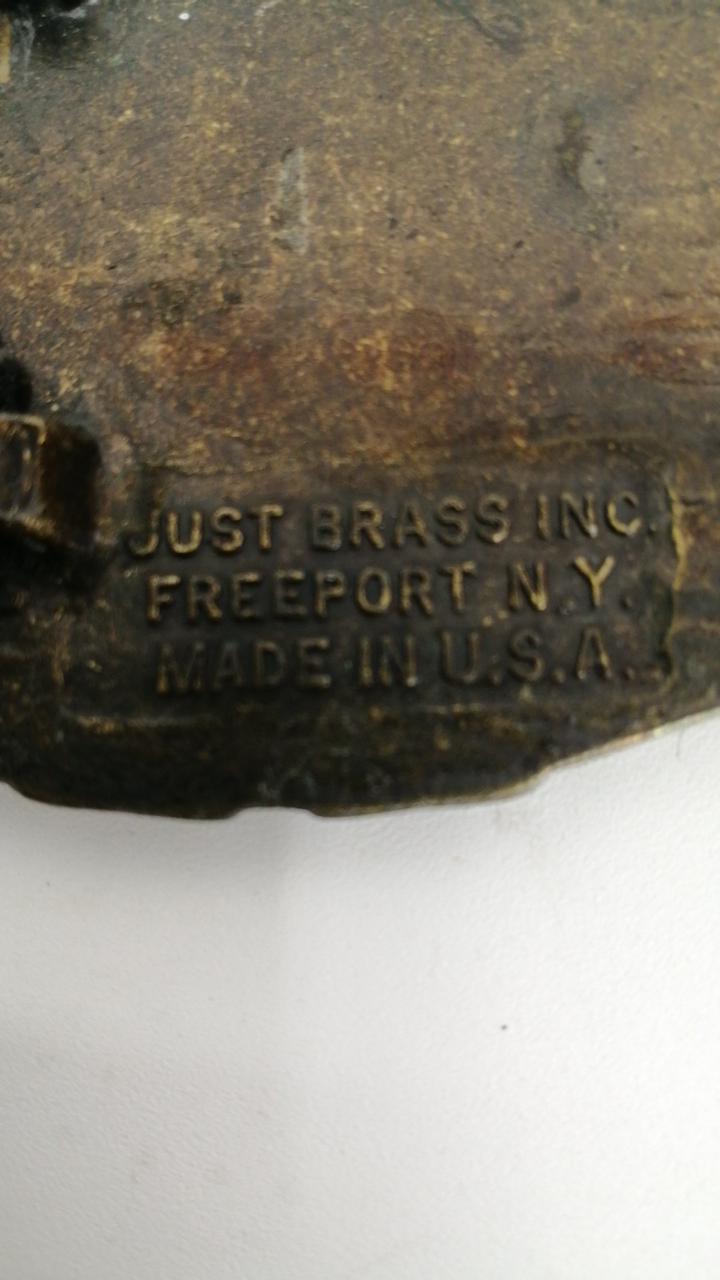 JUST BRASS INC.
FREEPORT N.Y.
MADE IN U.S.A.